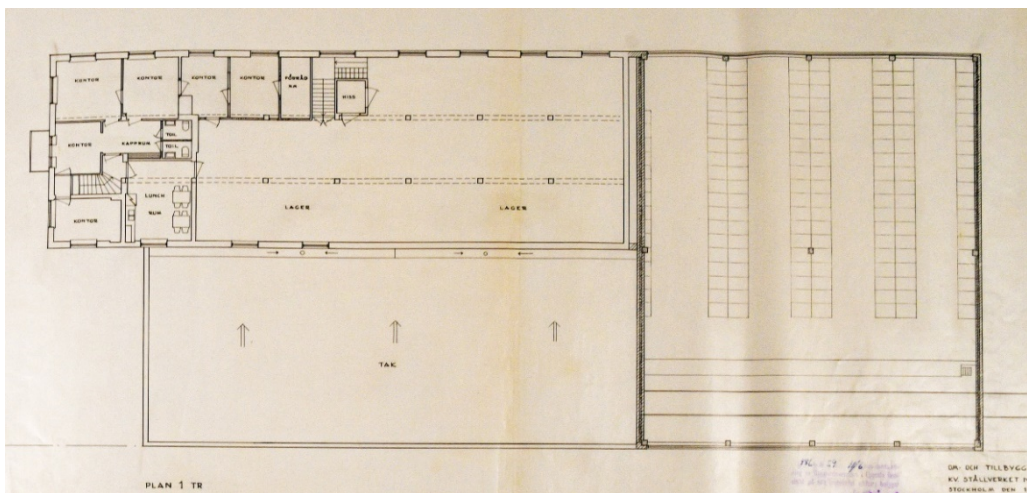 KONTOR
KONTOR
KONTOR
KONTOR
FÖRRÅD
HISS
TOIL.
TOIL.
KONTOR
KAPPRUM
LUNCH
RUM
KONTOR
LAGER
LAGER
TAK
PLAN 1 TR
OM- OCH TILLBYGG
KV STÄLLVERKET
STOCKHOLM DEN